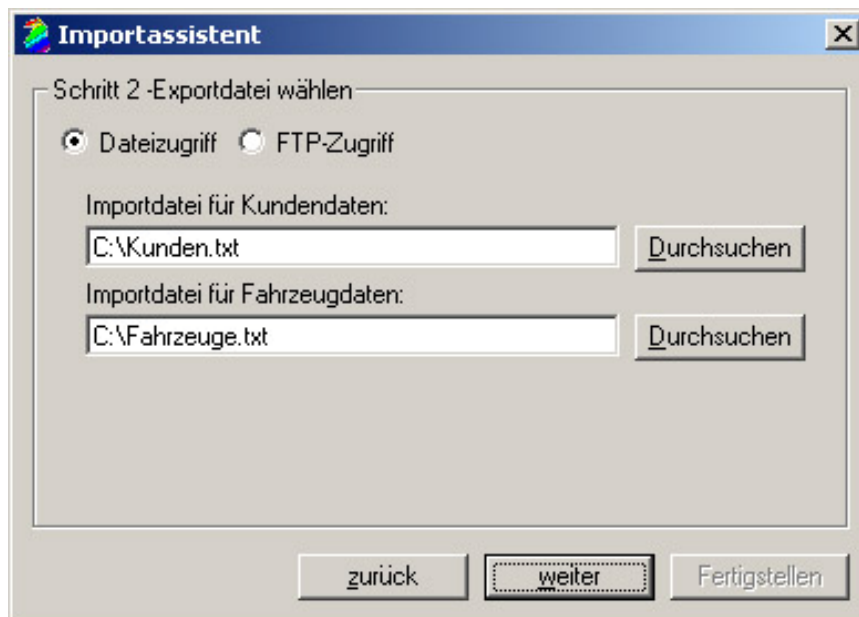 Importassistent
Schritt 2 -Exportdatei wählen
Dateizugriff FTP-Zugriff
Importdatei für Kundendaten:
C:\Kunden.txt Durchsuchen
Importdatei für Fahrzeugdaten:
C:\Fahrzeuge.txt Durchsuchen
zurück weiter Fertigstellen